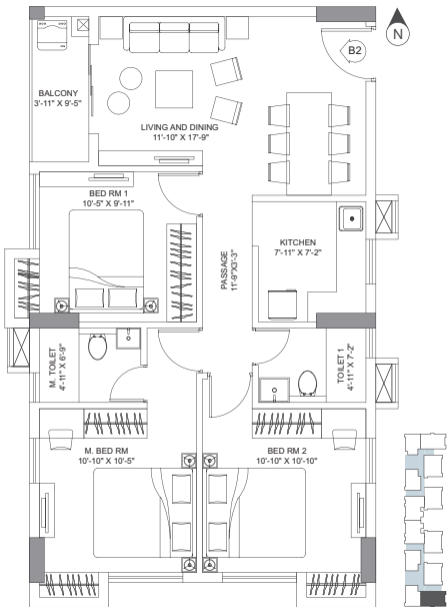 B2
N
BALCONY
3'-11" X 9'-5"
LIVING AND DINING
11'-10" X 17'-9"
BED RM 1
10'-5" X 9'-11"
KITCHEN
7'-11" X 7'-2"
PASSAGE
11'-9"X3'-3"
M. TOILET
4'-11" X 6'-9"
TOILET 1
4'-11" X 7'-2"
M. BED RM
10'-10" X 10'-5"
BED RM 2
10'-10" X 10'-10"